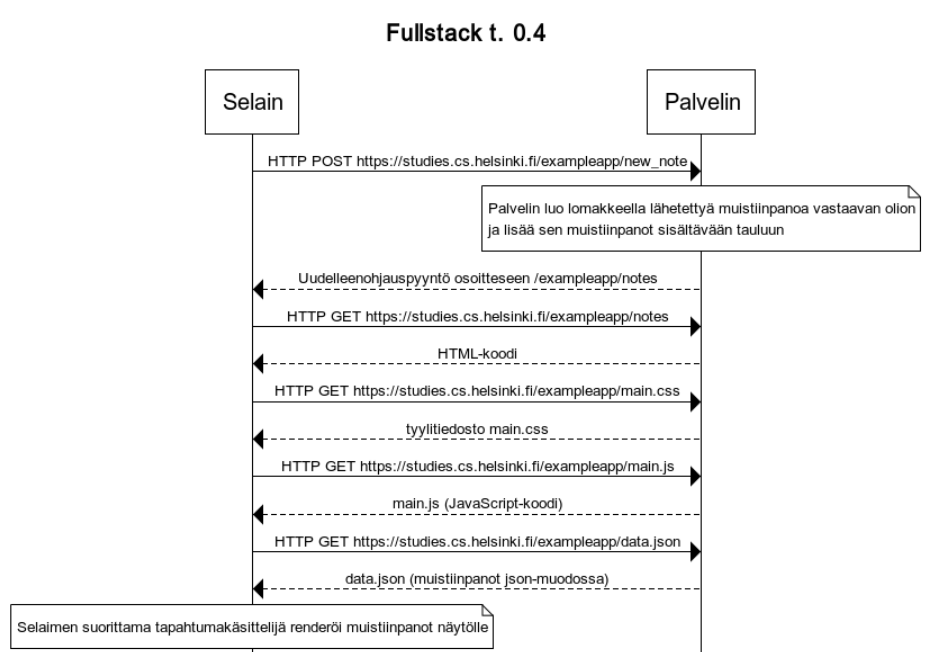 Fullstack t. 0.4
Selain
Palvelin
HTTP POST https://studies.cs.helsinki.fi/exampleapp/new_note
Palvelin luo lomakkeella lähetettyä muistiinpanoa vastaavan olion
ja lisää sen muistiinpanot sisältävään tauluun
Uudelleenohjauspyyntö osoitteseen /exampleapp/notes
HTTP GET https://studies.cs.helsinki.fi/exampleapp/notes
HTML-koodi
HTTP GET https://studies.cs.helsinki.fi/exampleapp/main.css
tyylitiedosto main.css
HTTP GET https://studies.cs.helsinki.fi/exampleapp/main.js
main.js (JavaScript-koodi)
HTTP GET https://studies.cs.helsinki.fi/exampleapp/data.json
data.json (muistiinpanot json-muodossa)
Selaimen suorittama tapahtumakäsittelijä renderöi muistiinpanot näytölle